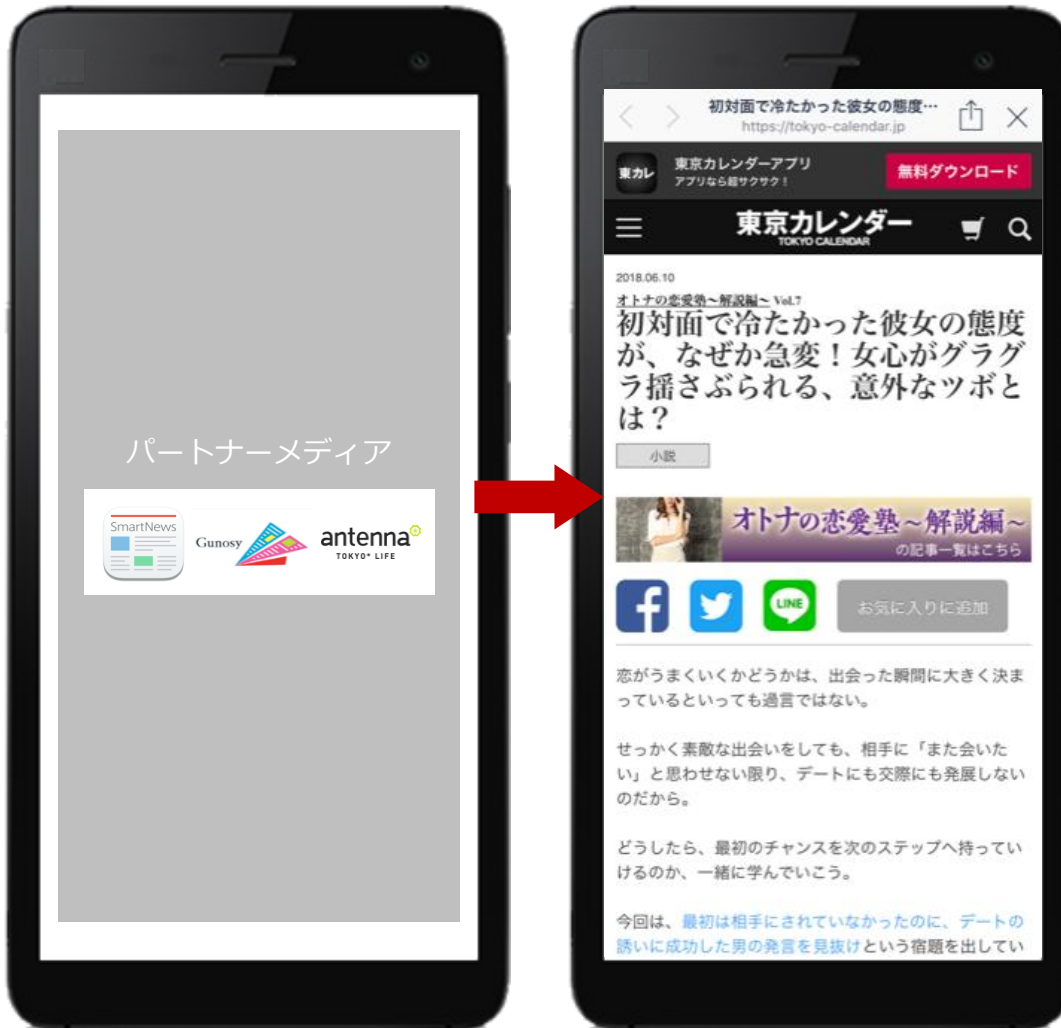 パートナーメディア
SmartNews
Gunosy
antenna
TOKYO* LIFE
初対面で冷たかった彼女の態度…
https://tokyo-calendar.jp
東カレ
東京カレンダーアプリ
アプリなら超サクサク!
無料ダウンロード
東京カレンダー
TOKYO CALENDAR
2018.06.10
オトナの恋愛塾~解説編~ Vol.7
初対面で冷たかった彼女の態度
が、なぜか急変!女心がグラグ
ラ揺さぶられる、意外なツボと
は?
小説
オトナの恋愛塾~解説編~
の記事一覧はこちら
LINE
お気に入りに追加
恋がうまくいくかどうかは、出会った瞬間に大きく決ま
っているといっても過言ではない。
せっかく素敵な出会いをしても、相手に「また会いた
い」と思わせない限り、デートにも交際にも発展しない
のだから。
どうしたら、最初のチャンスを次のステップへ持ってい
けるのか、一緒に学んでいこう。
今回は、最初は相手にされていなかったのに、デートの
誘いに成功した男の発言を見抜けという宿題を出してい